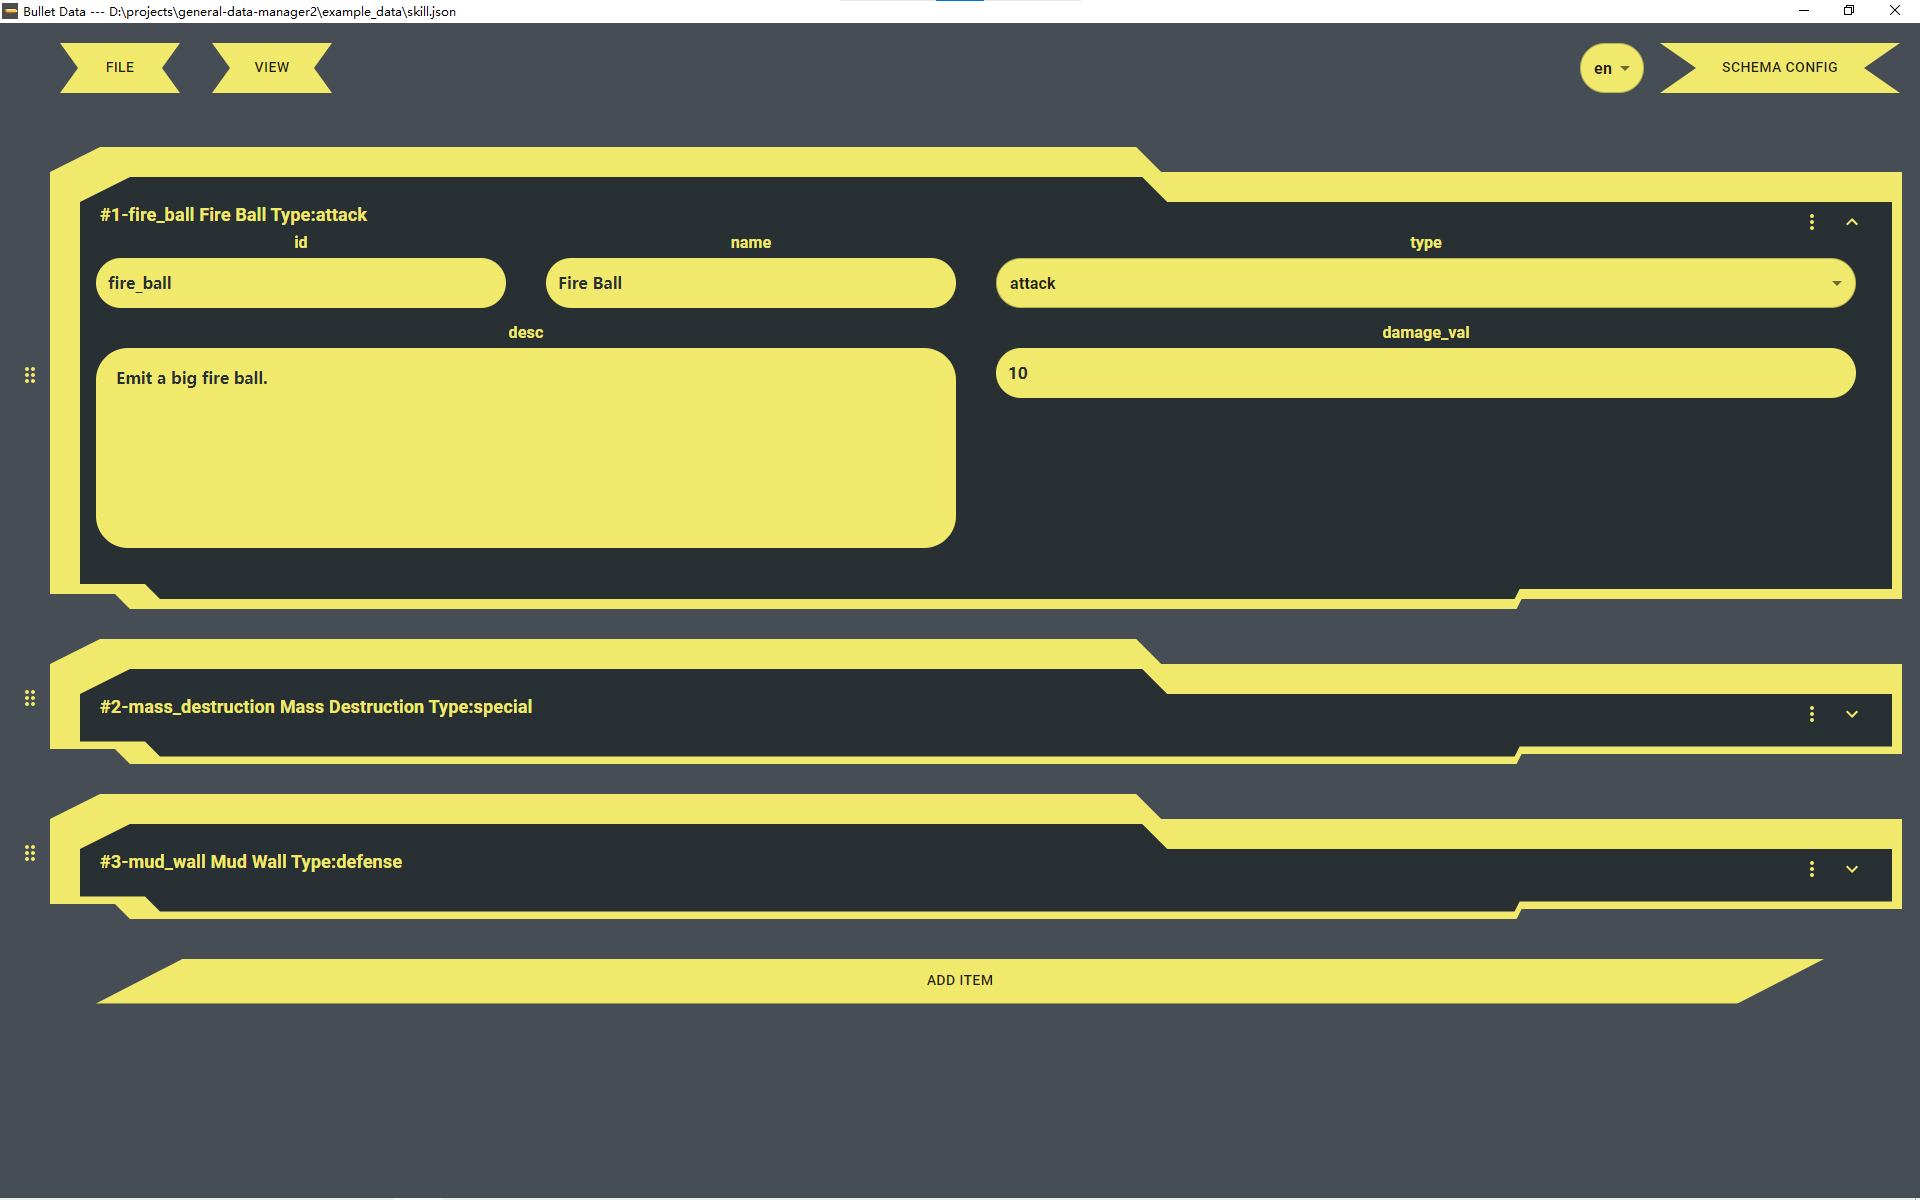 Bullet Data --- D:\projects\general-data-manager2\example_data\skill.json
FILE
VIEW
en
SCHEMA CONFIG
#1-fire_ball Fire Ball Type:attack
id
name
type
fire_ball
Fire Ball
attack
desc
damage_val
Emit a big fire ball.
10
#2-mass_destruction Mass Destruction Type:special
#3-mud_wall Mud Wall Type:defense
ADD ITEM